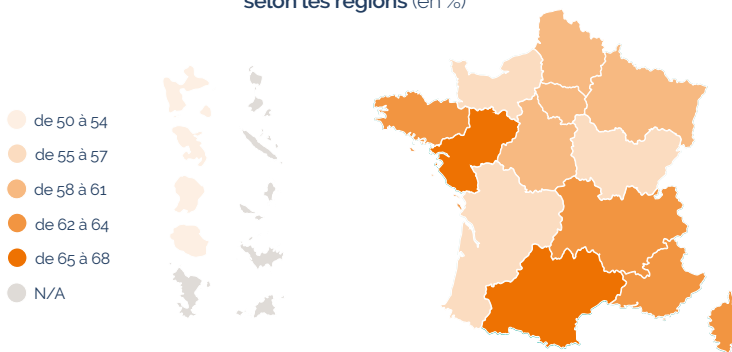 selon les régions (en %)
de 50 à 54
de 55 à 57
de 58 à 61
de 62 à 64
de 65 à 68
N/A